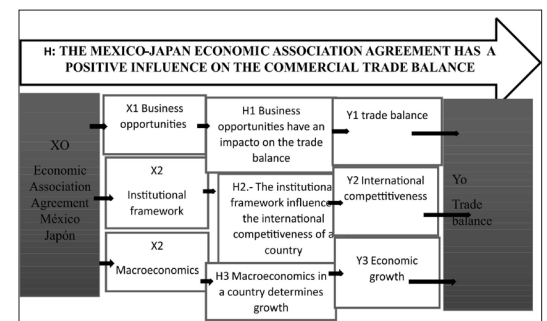 H: THE MEXICO-JAPAN ECONOMIC ASSOCIATION AGREEMENT HAS A
POSITIVE INFLUENCE ON THE COMMERCIAL TRADE BALANCE
XO
Economic
Association
Agreement
México
Japón
X1 Business
opportunities
X2
Institutional
framework
X2
Macroeconomics
H1 Business
opportunities have an
impacto on the trade
balance
H2.- The institutiona
framework influence
the international
competitiveness of a
country
H3 Macroeconomics in
a country determines
growth
Y1 trade balance
Y2 International
competitiveness
Y3 Economic
growth
Yo
Trade
balance